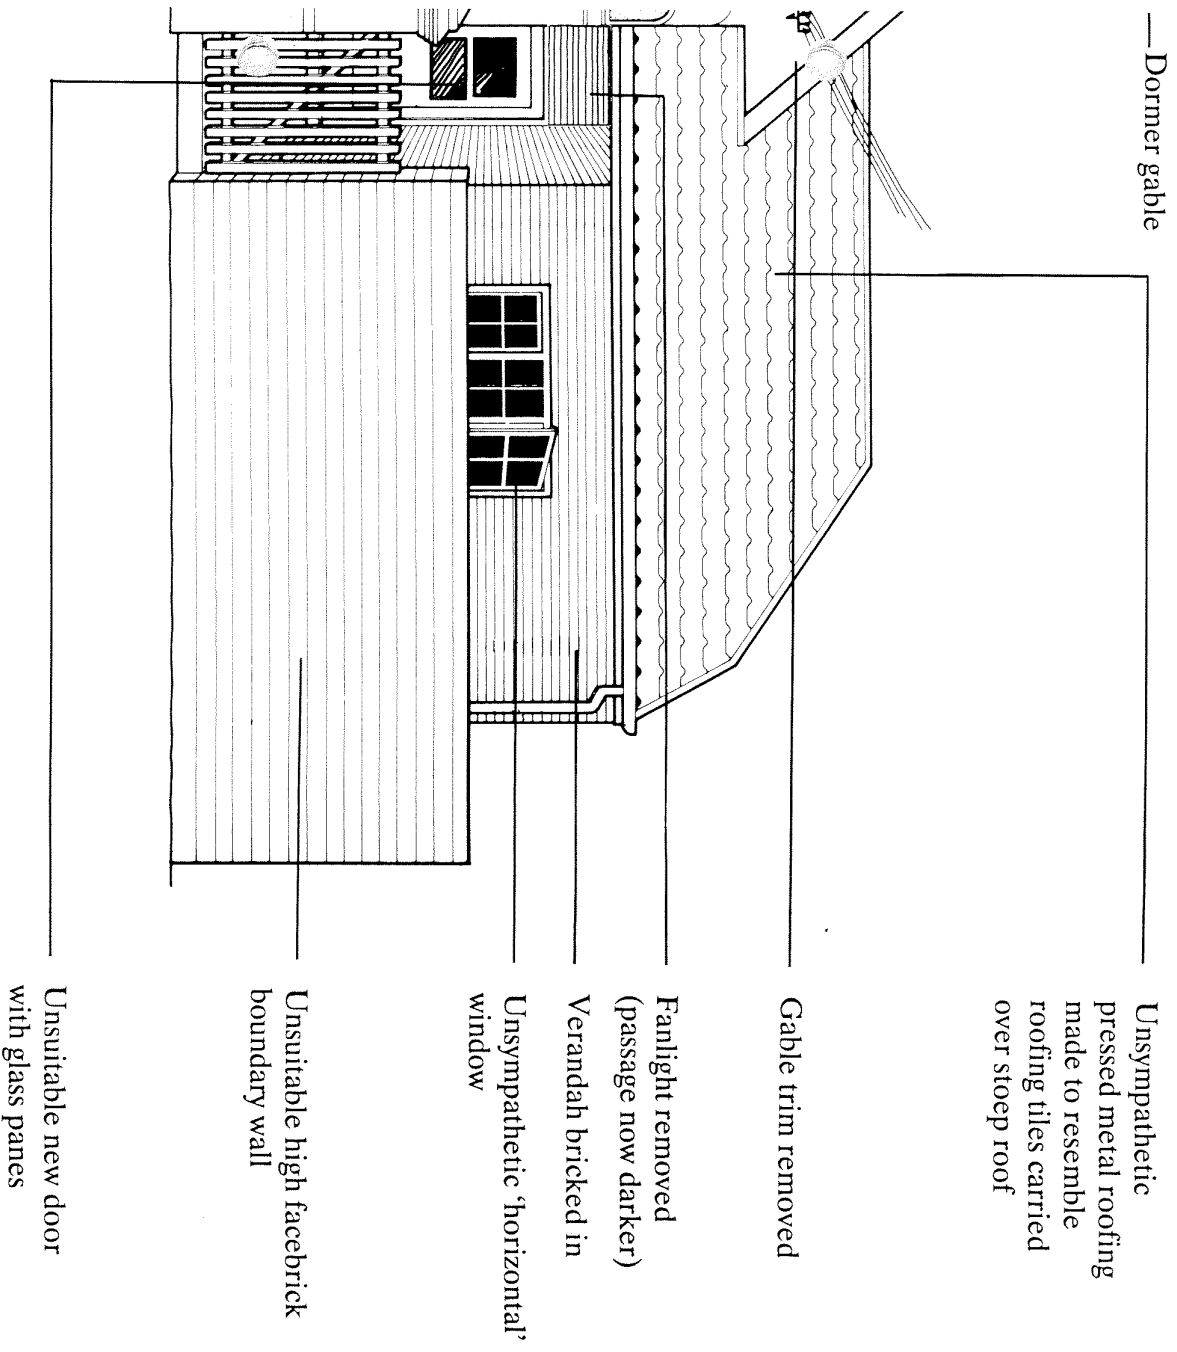 Dormer gable
Unsympathetic
pressed metal roofing
made to resemble
roofing tiles carried
over stoep roof
Gable trim removed
Fanlight removed
(passage now darker)
Verandah bricked in
Unsympathetic ‘horizontal’
window
Unsuitable high facebrick
boundary wall
Unsuitable new door
with glass panes